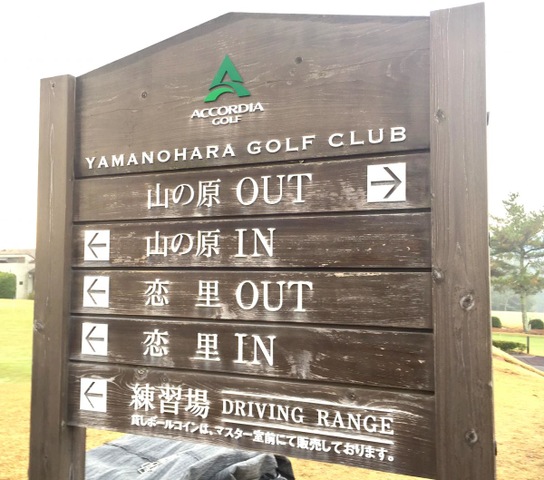 ACCORDIA
GOLF
YAMANOHARA GOLF CLUB
山の原 OUT →
← 山の原 IN
← 恋里 OUT
← 恋里 IN
← 練習場 DRIVING RANGE
貸しボールコインは、マスター室前にて販売しております。